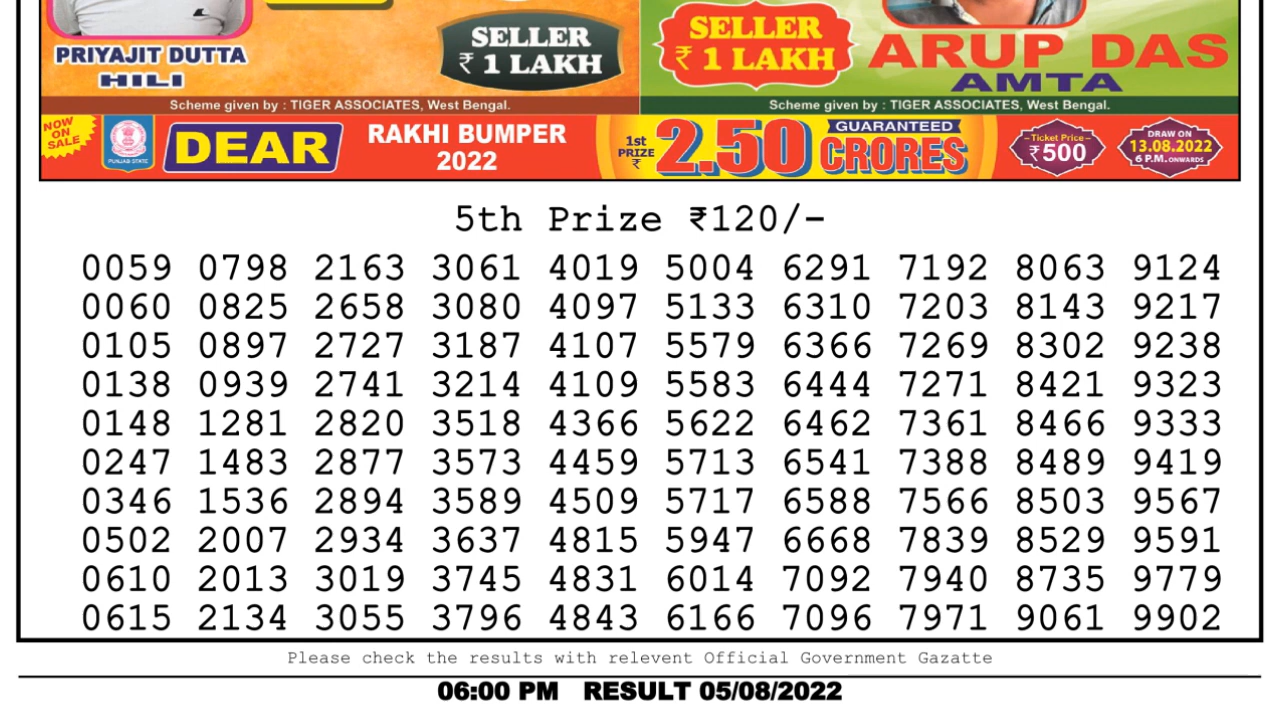 PRIYAJIT DUTTA
HILI
SELLER
₹ 1 LAKH
SELLER
₹ 1 LAKH
ARUP DAS
AMTA
Scheme given by : TIGER ASSOCIATES, West Bengal.
Scheme given by : TIGER ASSOCIATES, West Bengal.
NOW
ON
SALE
PUNJAB STATE
DEAR
RAKHI BUMPER
2022
1st
PRIZE
₹
2.50
GUARANTEED
CRORES
Ticket Price
₹500
DRAW ON
13.08.2022
6 P.M. ONWARDS
5th Prize ₹120/-
0059 0798 2163 3061 4019 5004 6291 7192 8063 9124
0060 0825 2658 3080 4097 5133 6310 7203 8143 9217
0105 0897 2727 3187 4107 5579 6366 7269 8302 9238
0138 0939 2741 3214 4109 5583 6444 7271 8421 9323
0148 1281 2820 3518 4366 5622 6462 7361 8466 9333
0247 1483 2877 3573 4459 5713 6541 7388 8489 9419
0346 1536 2894 3589 4509 5717 6588 7566 8503 9567
0502 2007 2934 3637 4815 5947 6668 7839 8529 9591
0610 2013 3019 3745 4831 6014 7092 7940 8735 9779
0615 2134 3055 3796 4843 6166 7096 7971 9061 9902
Please check the results with relevent Official Government Gazatte
06:00 PM RESULT 05/08/2022